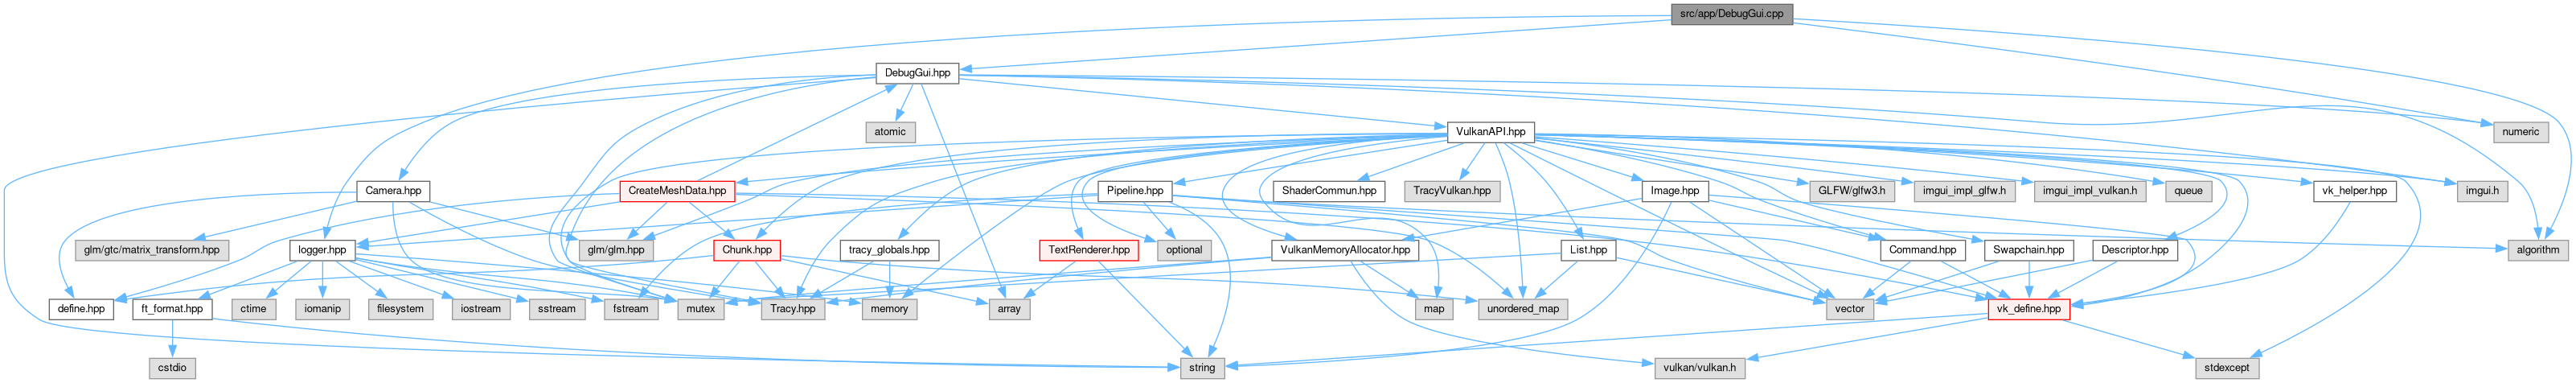 src/app/DebugGui.cpp
DebugGui.hpp
atomic
VulkanAPI.hpp
numeric
Camera.hpp
CreateMeshData.hpp
Pipeline.hpp
ShaderCommun.hpp
TracyVulkan.hpp
Image.hpp
GLFW/glfw3.h
imgui_impl_glfw.h
imgui_impl_vulkan.h
queue
vk_helper.hpp
imgui.h
glm/gtc/matrix_transform.hpp
logger.hpp
glm/glm.hpp
Chunk.hpp
tracy_globals.hpp
TextRenderer.hpp
optional
VulkanMemoryAllocator.hpp
List.hpp
Command.hpp
Swapchain.hpp
Descriptor.hpp
algorithm
define.hpp
ft_format.hpp
ctime
iomanip
filesystem
iostream
sstream
fstream
mutex
Tracy.hpp
memory
array
map
unordered_map
vector
vk_define.hpp
cstdio
string
vulkan/vulkan.h
stdexcept